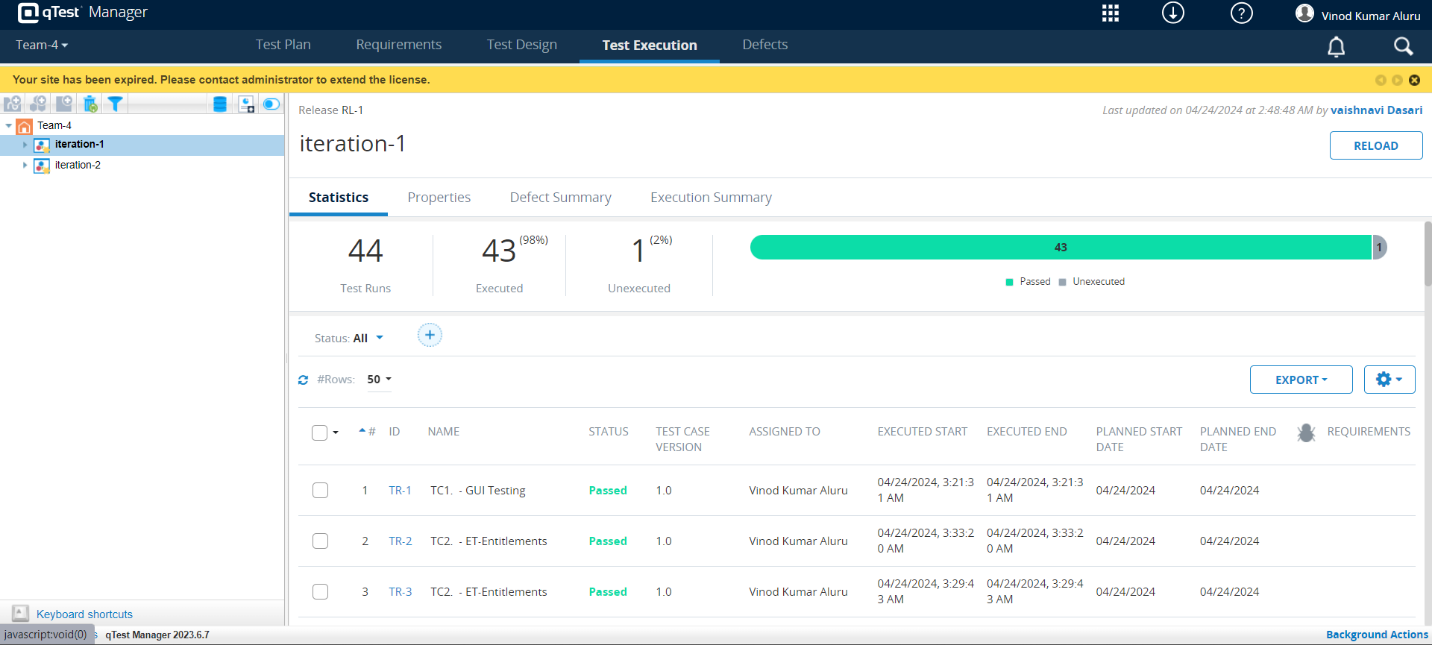 qTest Manager
Vinod Kumar Aluru
Team-4
Test Plan
Requirements
Test Design
Test Execution
Defects
Your site has been expired. Please contact administrator to extend the license.
Team-4
iteration-1
iteration-2
Release RL-1
Last updated on 04/24/2024 at 2:48:48 AM by vaishnavi Dasari
iteration-1
RELOAD
Statistics
Properties
Defect Summary
Execution Summary
44
Test Runs
43 (98%)
Executed
1 (2%)
Unexecuted
43
1
Passed
Unexecuted
Status: All
#Rows: 50
EXPORT
# ID NAME STATUS TEST CASE VERSION ASSIGNED TO EXECUTED START EXECUTED END PLANNED START DATE PLANNED END DATE REQUIREMENTS
1 TR-1 TC1. - GUI Testing Passed 1.0 Vinod Kumar Aluru 04/24/2024, 3:21:31 AM 04/24/2024, 3:21:31 AM 04/24/2024 04/24/2024
2 TR-2 TC2. - ET-Entitlements Passed 1.0 Vinod Kumar Aluru 04/24/2024, 3:33:20 AM 04/24/2024, 3:33:20 AM 04/24/2024 04/24/2024
3 TR-3 TC2. - ET-Entitlements Passed 1.0 Vinod Kumar Aluru 04/24/2024, 3:29:43 AM 04/24/2024, 3:29:43 AM 04/24/2024 04/24/2024
Keyboard shortcuts
javascript:void(0)
qTest Manager 2023.6.7
Background Actions